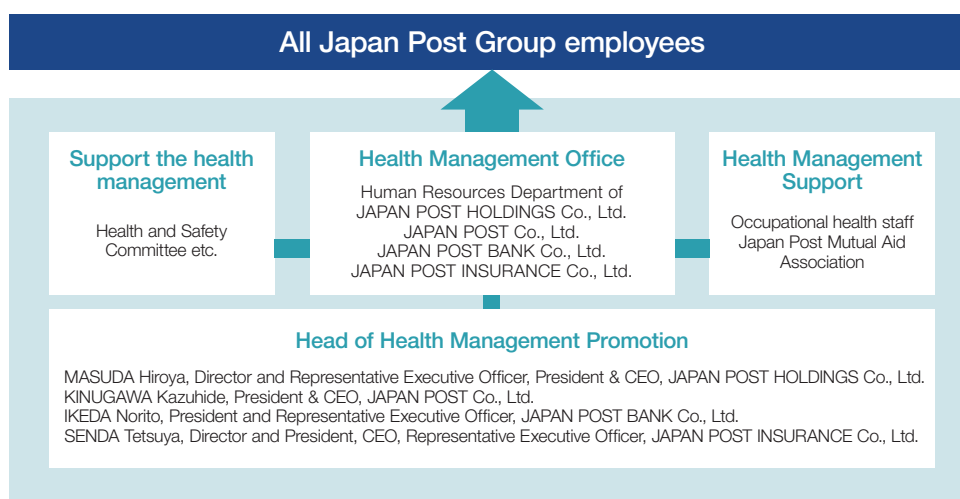 All Japan Post Group employees
Support the health
management
Health and Safety
Committee etc.
Health Management Office
Human Resources Department of
JAPAN POST HOLDINGS Co., Ltd.
JAPAN POST Co., Ltd.
JAPAN POST BANK Co., Ltd.
JAPAN POST INSURANCE Co., Ltd.
Health Management
Support
Occupational health staff
Japan Post Mutual Aid
Association
Head of Health Management Promotion
MASUDA Hiroya, Director and Representative Executive Officer, President & CEO, JAPAN POST HOLDINGS Co., Ltd.
KINUGAWA Kazuhide, President & CEO, JAPAN POST Co., Ltd.
IKEDA Norito, President and Representative Executive Officer, JAPAN POST BANK Co., Ltd.
SENDA Tetsuya, Director and President, CEO, Representative Executive Officer, JAPAN POST INSURANCE Co., Ltd.